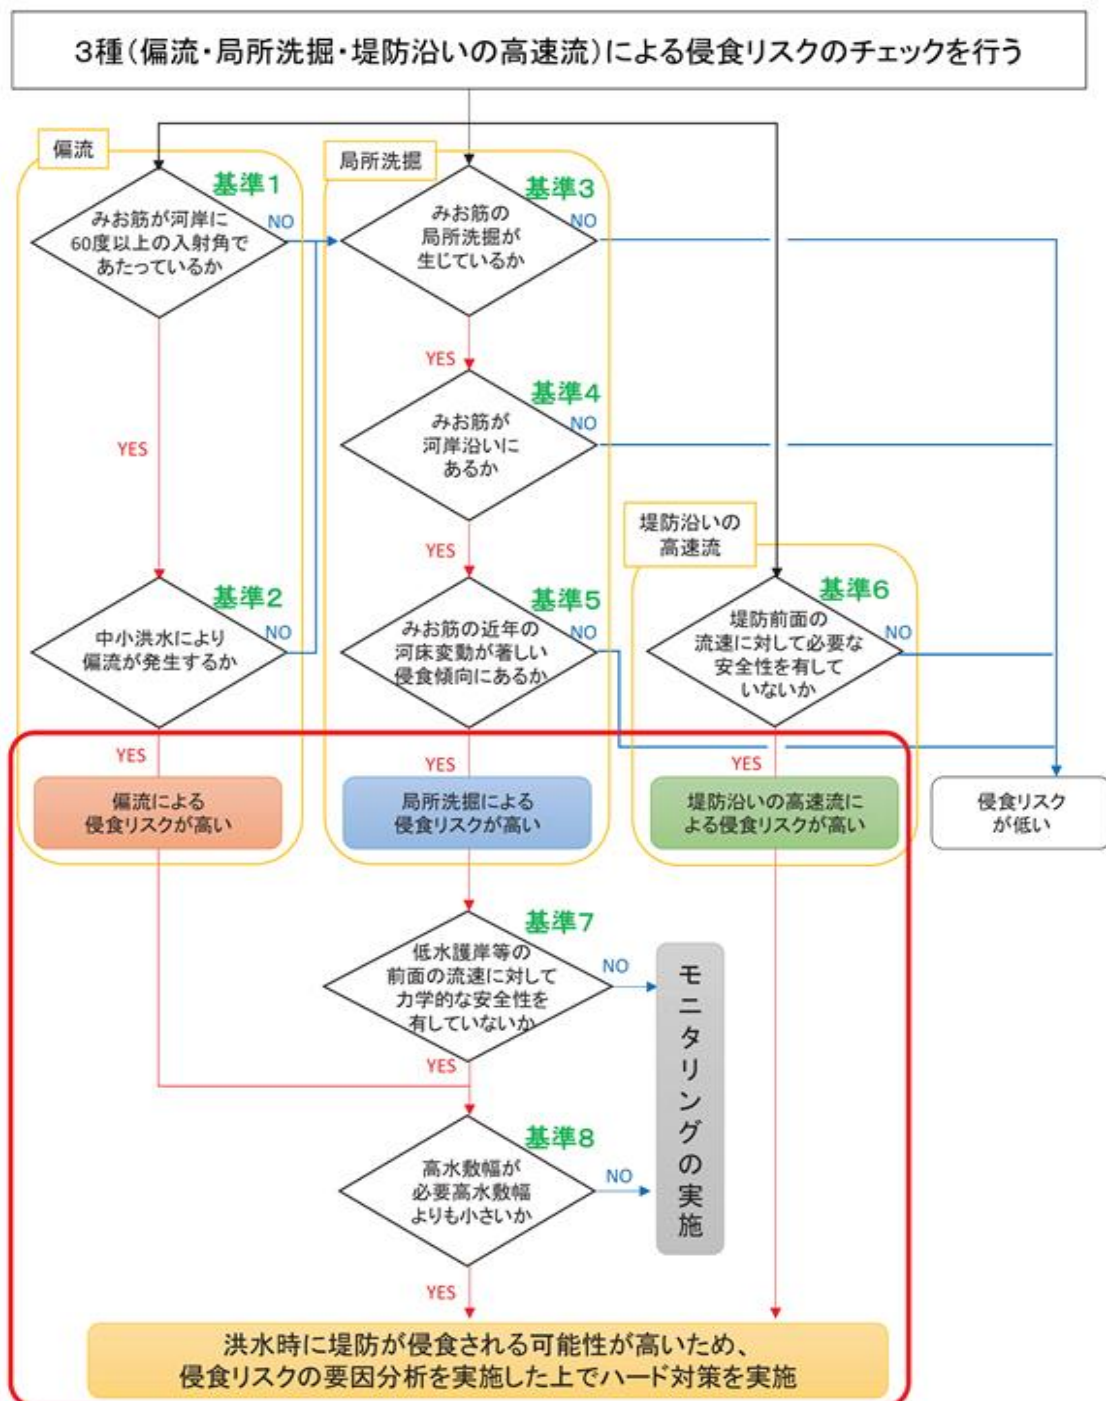 3種(偏流・局所洗掘・堤防沿いの高速流)による侵食リスクのチェックを行う
偏流
基準1
みお筋が河岸に
60度以上の入射角で
あたっているか
NO
YES
基準2
中小洪水により
偏流が発生するか
NO
YES
偏流による
侵食リスクが高い
局所洗掘
基準3
みお筋の
局所洗掘が
生じているか
NO
YES
基準4
みお筋が
河岸沿いに
あるか
NO
YES
基準5
みお筋の近年の
河床変動が著しい
侵食傾向にあるか
NO
YES
局所洗掘による
侵食リスクが高い
堤防沿いの
高速流
基準6
堤防前面の
流速に対して必要な
安全性を有して
いないか
NO
YES
堤防沿いの高速流に
よる侵食リスクが高い
侵食リスク
が低い
基準7
低水護岸等の
前面の流速に対して
力学的な安全性を
有していないか
NO
YES
基準8
高水敷幅が
必要高水敷幅
よりも小さいか
NO
YES
モニタリングの実施
洪水時に堤防が侵食される可能性が高いため、
侵食リスクの要因分析を実施した上でハード対策を実施